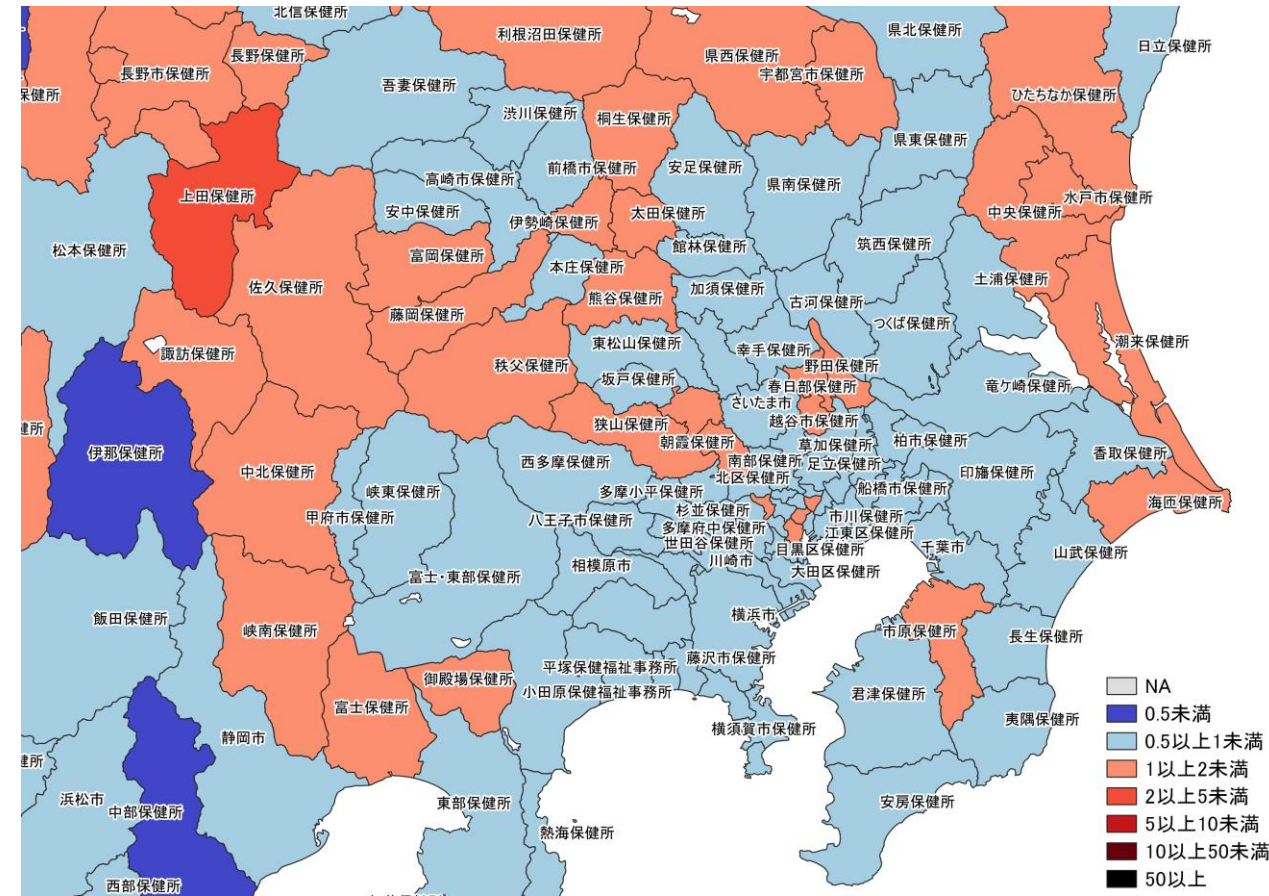 北信保健所
利根沼田保健所
県北保健所
日立保健所
長野保健所
長野市保健所
県西保健所
宇都宮市保健所
保健所
吾妻保健所
ひたちなか保健所
渋川保健所
桐生保健所
県東保健所
前橋市保健所
安足保健所
高崎市保健所
県南保健所
上田保健所
水戸市保健所
安中保健所
太田保健所
中央保健所
伊勢崎保健所
松本保健所
館林保健所
筑西保健所
富岡保健所
本庄保健所
土浦保健所
佐久保健所
加須保健所
熊谷保健所
古河保健所
藤岡保健所
つくば保健所
東松山保健所
潮来保健所
諏訪保健所
幸手保健所
秩父保健所
野田保健所
坂戸保健所
春日部保健所
竜ケ崎保健所
さいたま市
狭山保健所
越谷市保健所
健所
朝霞保健所
草加保健所
柏市保健所
伊那保健所
香取保健所
南部保健所
足立保健所
西多摩保健所
中北保健所
印旛保健所
北区保健所
峡東保健所
多摩小平保健所
船橋市保健所
海匝保健所
杉並保健所
甲府市保健所
八王子市保健所
市川保健所
多摩府中保健所
江東区保健所
世田谷保健所
千葉市
目黒区保健所
山武保健所
川崎市
相模原市
大田区保健所
富士・東部保健所
飯田保健所
横浜市
峡南保健所
市原保健所
長生保健所
藤沢市保健所
平塚保健福祉事務所
御殿場保健所
小田原保健福祉事務所
君津保健所
富士保健所
夷隅保健所
横須賀市保健所
静岡市
健所
浜松市
東部保健所
安房保健所
中部保健所
熱海保健所
西部保健所
NA
0.5未満
0.5以上1未満
1以上2未満
2以上5未満
5以上10未満
10以上50未満
50以上